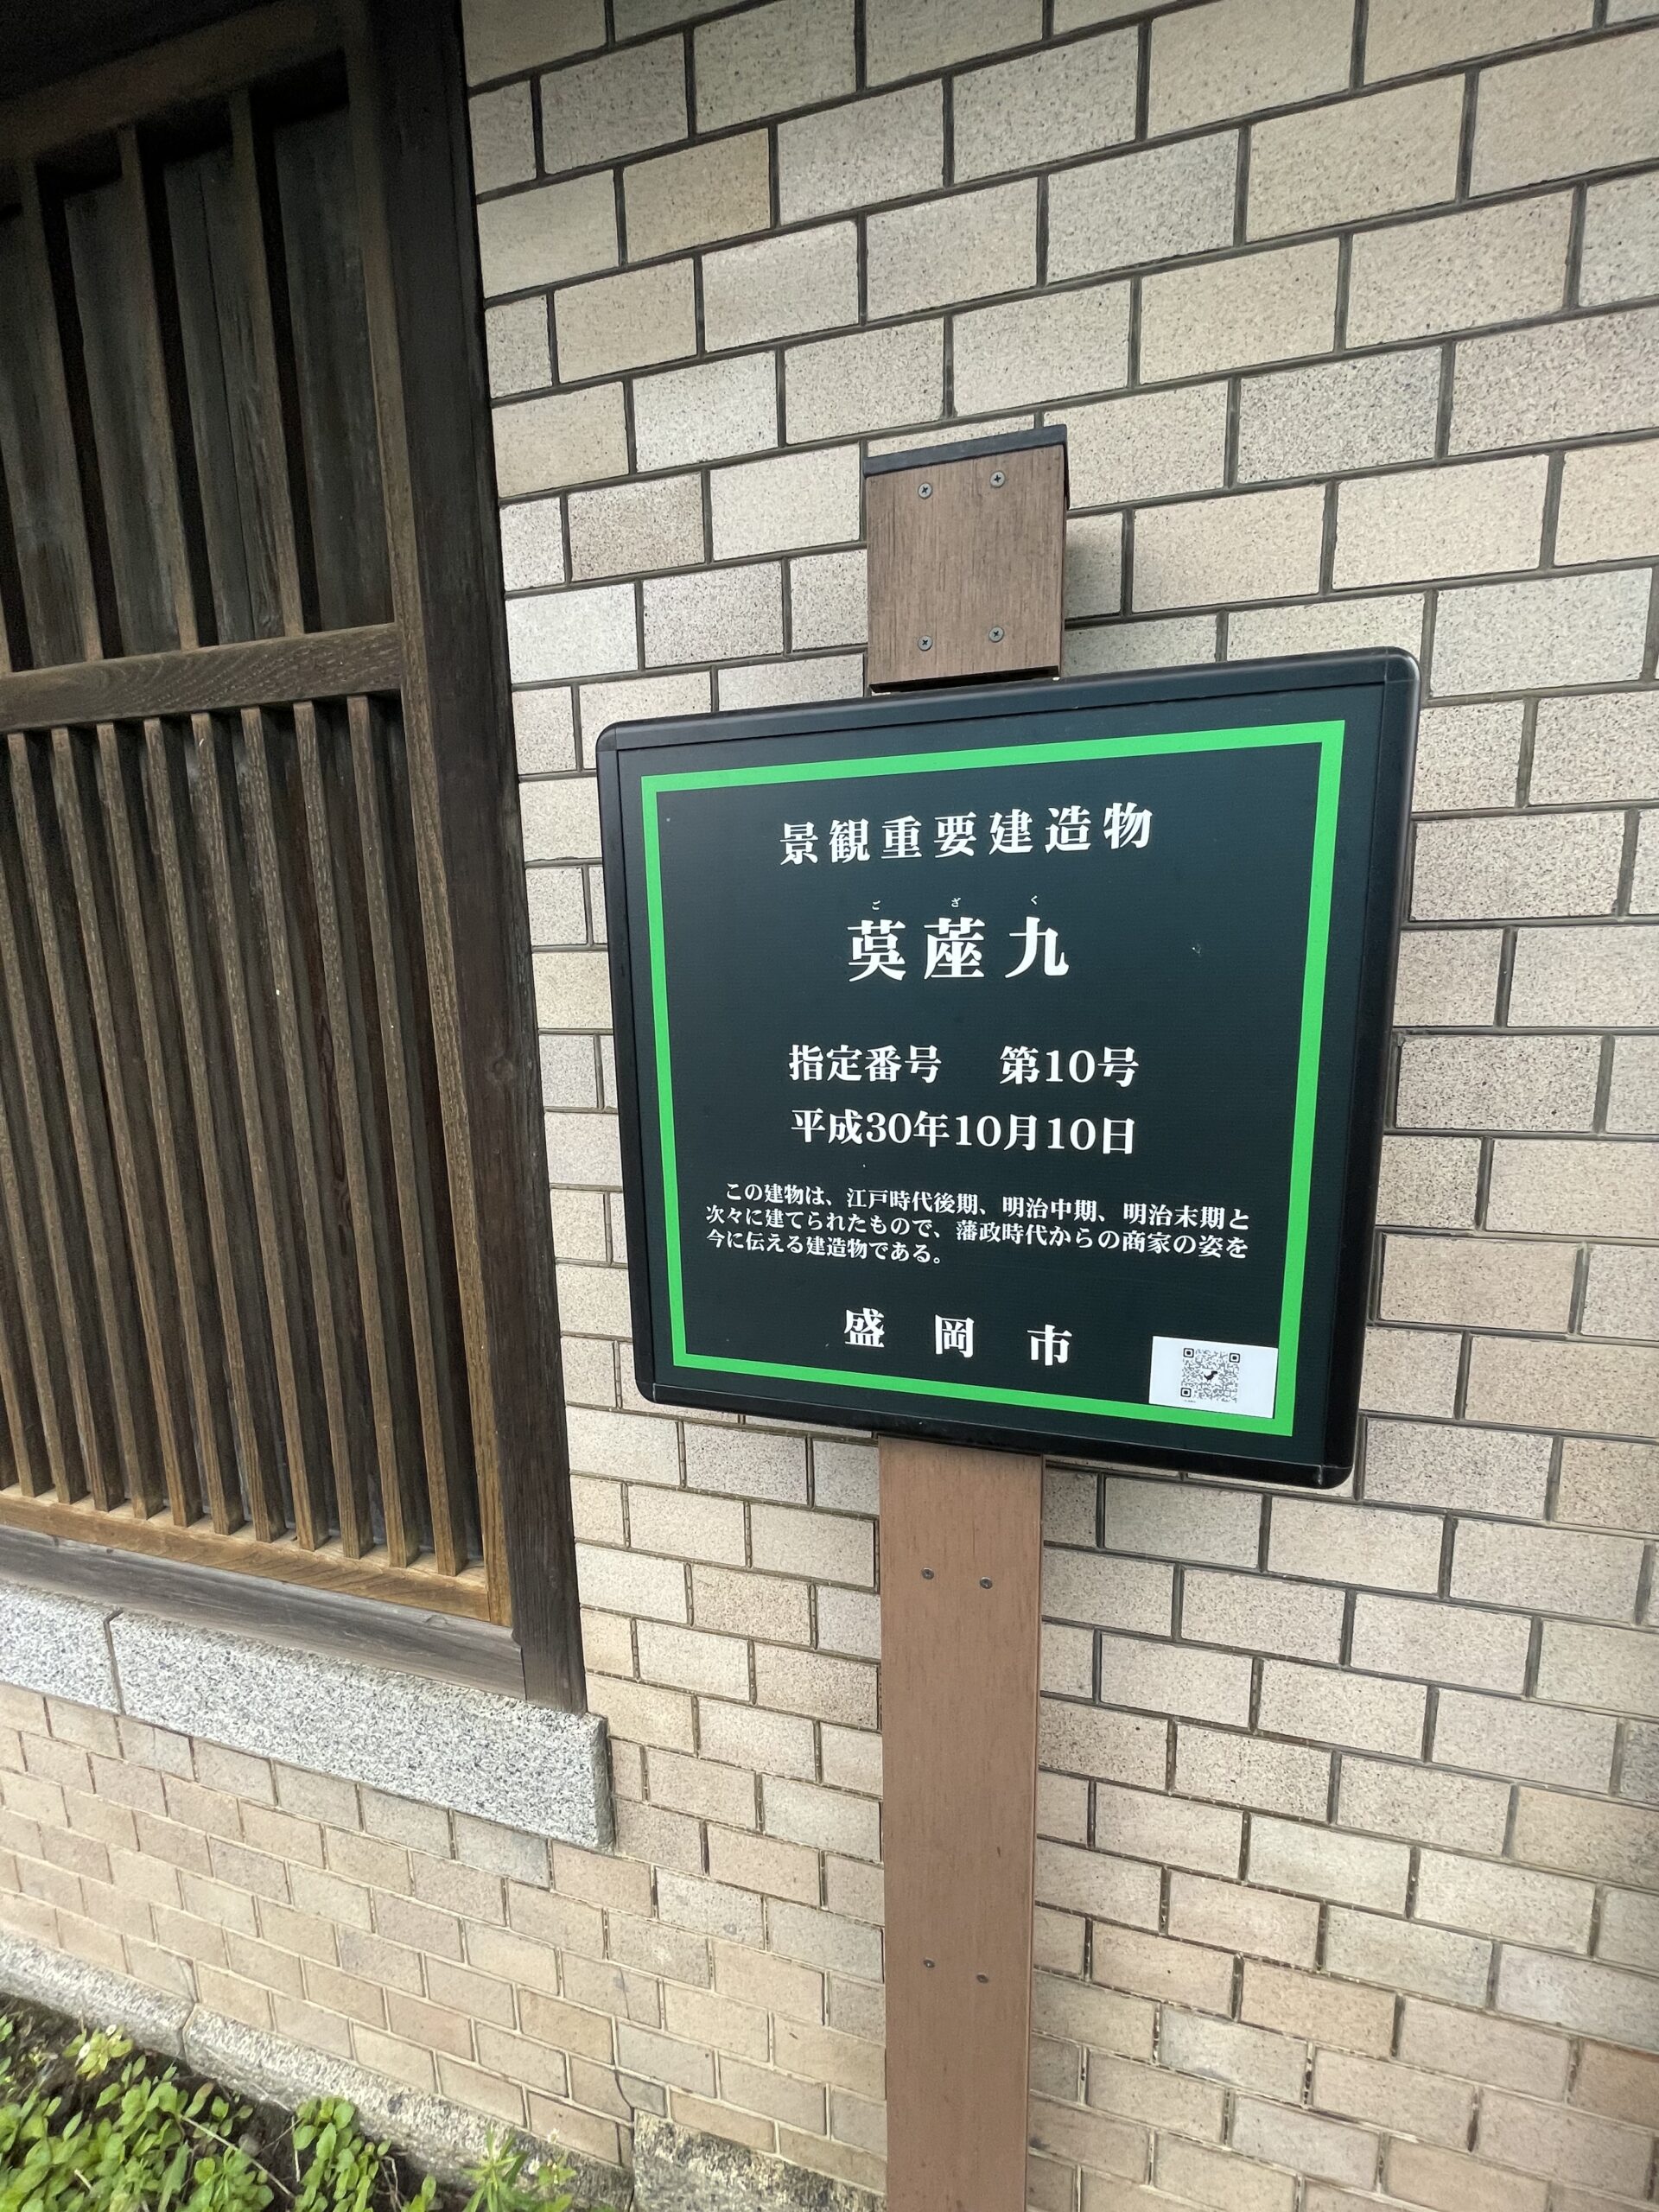 景観重要建造物
ござく
茣蓙九
指定番号　第10号
平成30年10月10日
この建物は、江戸時代後期、明治中期、明治末期と
次々に建てられたもので、藩政時代からの商家の姿を
今に伝える建造物である。
盛岡市